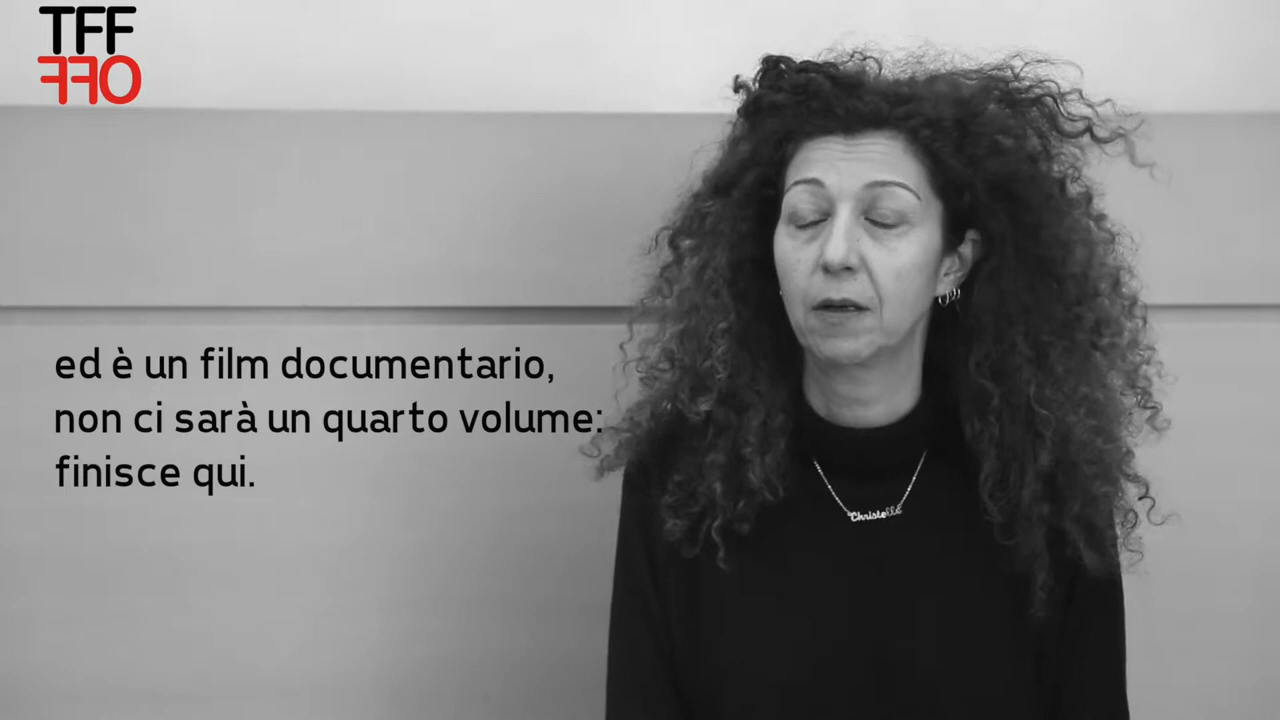 TFF
OFF
ed è un film documentario,
non ci sarà un quarto volume:
finisce qui.
Christelle